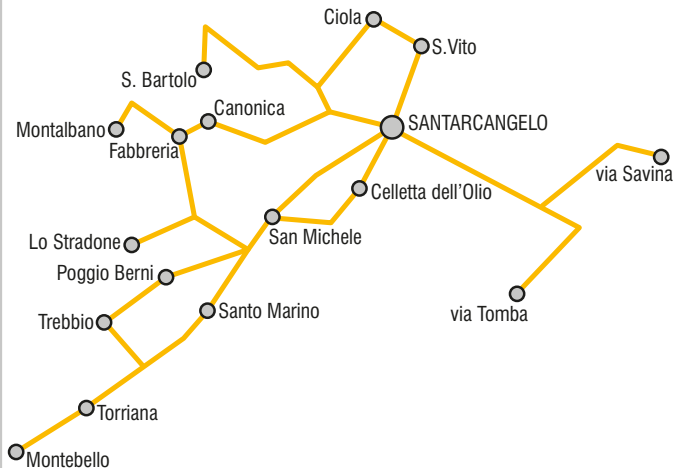 Ciola
S.Vito
S. Bartolo
Canonica
SANTARCANGELO
Montalbano
Fabbreria
via Savina
Celletta dell'Olio
San Michele
Lo Stradone
Poggio Berni
Santo Marino
via Tomba
Trebbio
Torriana
Montebello